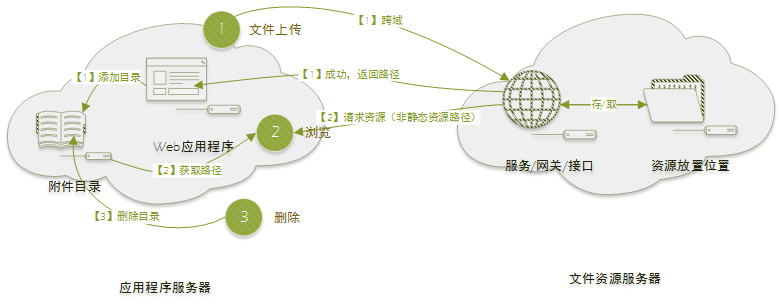 1
文件上传
【1】跨域
【1】添加目录
【1】成功，返回路径
存/取
【2】请求资源（非静态资源路径）
2
浏览
Web应用程序
【2】获取路径
附件目录
服务/网关/接口
资源放置位置
【3】删除目录
3
删除
应用程序服务器
文件资源服务器